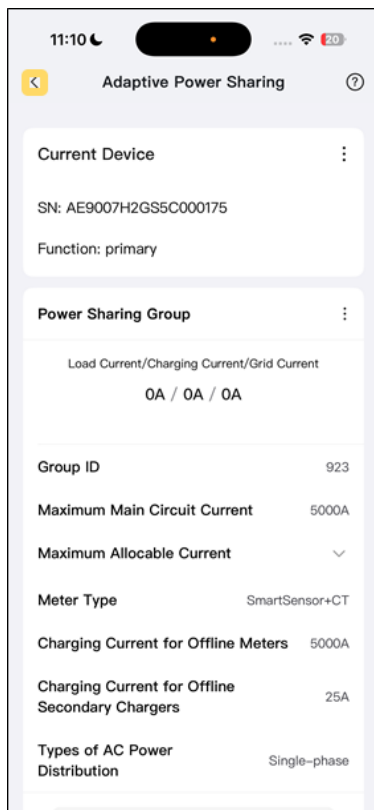 11:10
20
Adaptive Power Sharing
?
Current Device
SN: AE9007H2GS5C000175
Function: primary
Power Sharing Group
Load Current/Charging Current/Grid Current
0A / 0A / 0A
Group ID 923
Maximum Main Circuit Current 5000A
Maximum Allocable Current
Meter Type SmartSensor+CT
Charging Current for Offline Meters 5000A
Charging Current for Offline
Secondary Chargers 25A
Types of AC Power
Distribution Single-phase